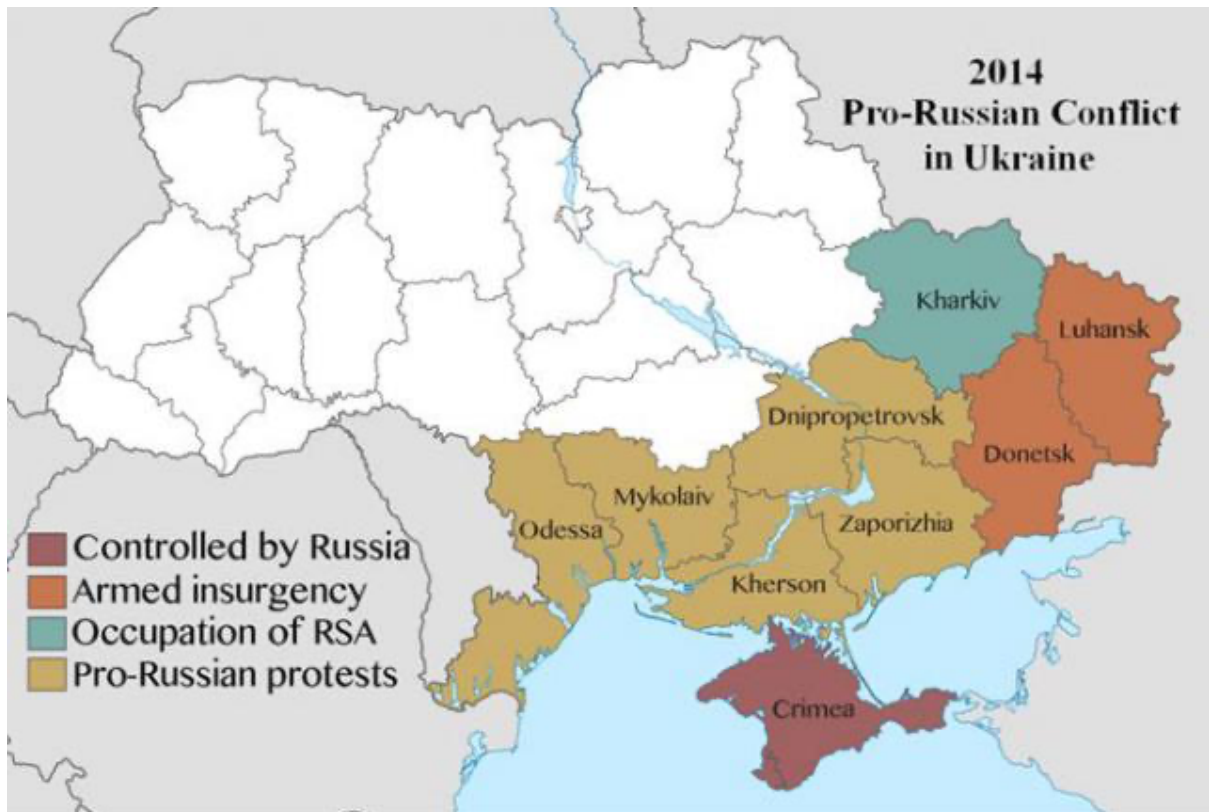 2014
Pro-Russian Conflict
in Ukraine
Kharkiv
Luhansk
Dnipropetrovsk
Donetsk
Mykolaiv
Odessa
Zaporizhia
Kherson
Crimea
Controlled by Russia
Armed insurgency
Occupation of RSA
Pro-Russian protests